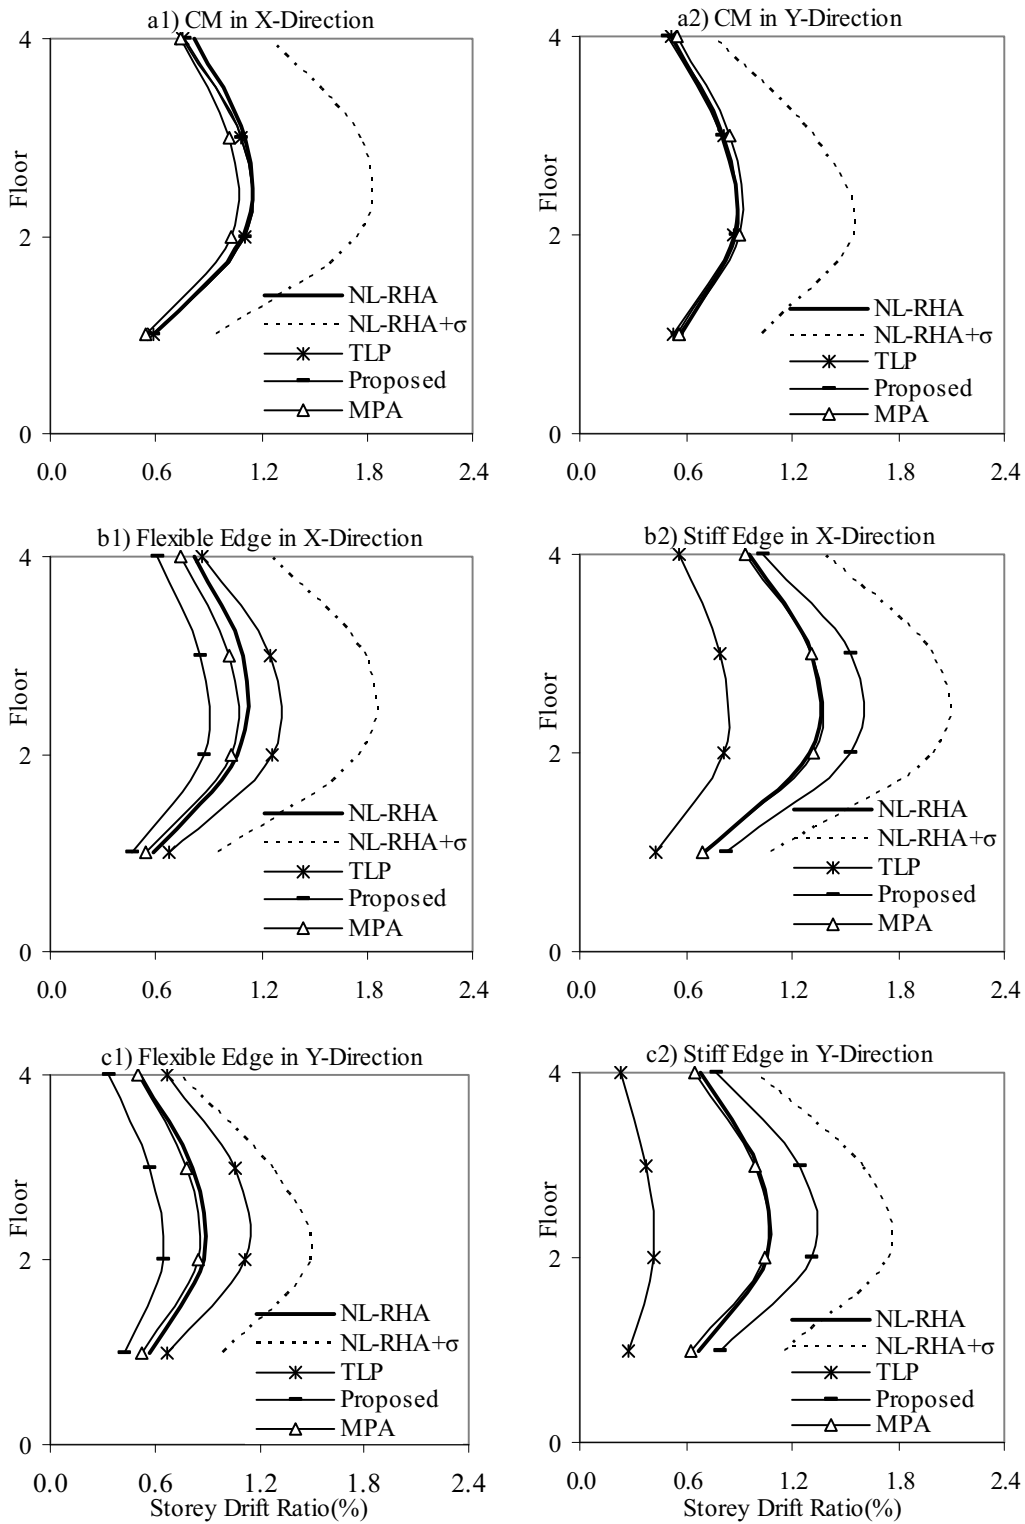 a1) CM in X-Direction
4
2
0
Floor
NL-RHA
NL-RHA+σ
TLP
Proposed
MPA
0.0 0.6 1.2 1.8 2.4
a2) CM in Y-Direction
4
2
0
Floor
NL-RHA
NL-RHA+σ
TLP
Proposed
MPA
0.0 0.6 1.2 1.8 2.4
b1) Flexible Edge in X-Direction
4
2
0
Floor
NL-RHA
NL-RHA+σ
TLP
Proposed
MPA
0.0 0.6 1.2 1.8 2.4
b2) Stiff Edge in X-Direction
4
2
0
Floor
NL-RHA
NL-RHA+σ
TLP
Proposed
MPA
0.0 0.6 1.2 1.8 2.4
c1) Flexible Edge in Y-Direction
4
2
0
Floor
NL-RHA
NL-RHA+σ
TLP
Proposed
MPA
0.0 0.6 1.2 1.8 2.4
Storey Drift Ratio(%)
c2) Stiff Edge in Y-Direction
4
2
0
Floor
NL-RHA
NL-RHA+σ
TLP
Proposed
MPA
0.0 0.6 1.2 1.8 2.4
Storey Drift Ratio(%)